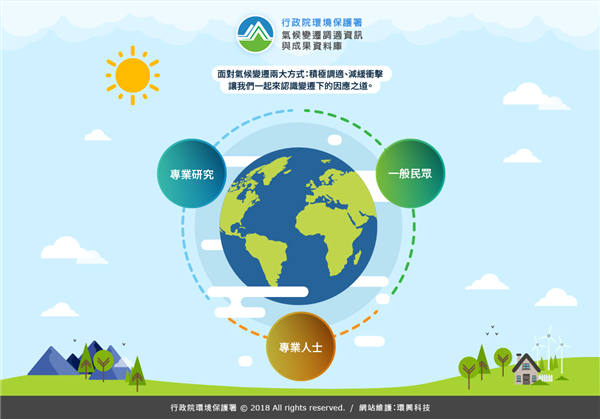 行政院環境保護署
氣候變遷調適資訊
與成果資料庫
面對氣候變遷兩大方式：積極調適、減緩衝擊
讓我們一起來認識變遷下的因應之道。
專業研究
一般民眾
專業人士
行政院環境保護署 © 2018 All rights reserved. / 網站維護：環興科技